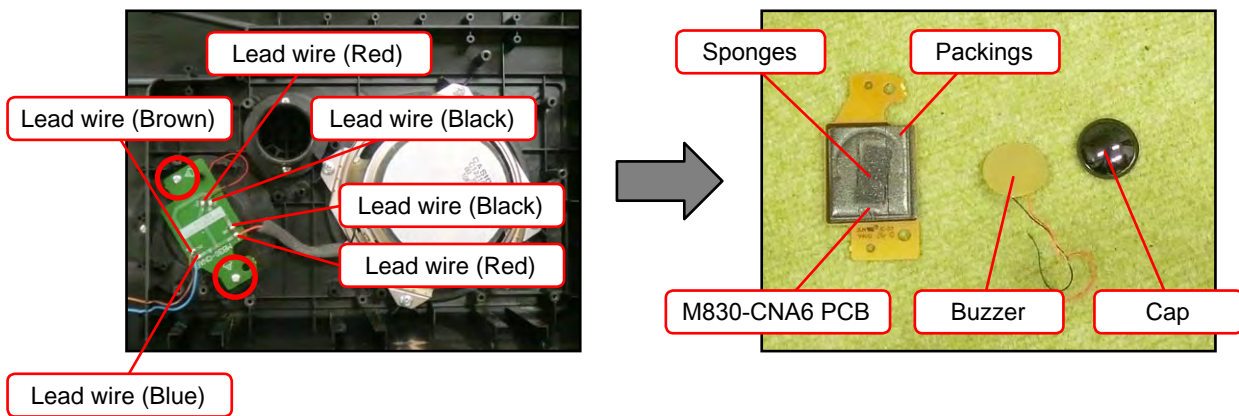 Lead wire (Red)
Lead wire (Brown)
Lead wire (Black)
Lead wire (Black)
Lead wire (Red)
Lead wire (Blue)
Sponges
Packings
M830-CNA6 PCB
Buzzer
Cap